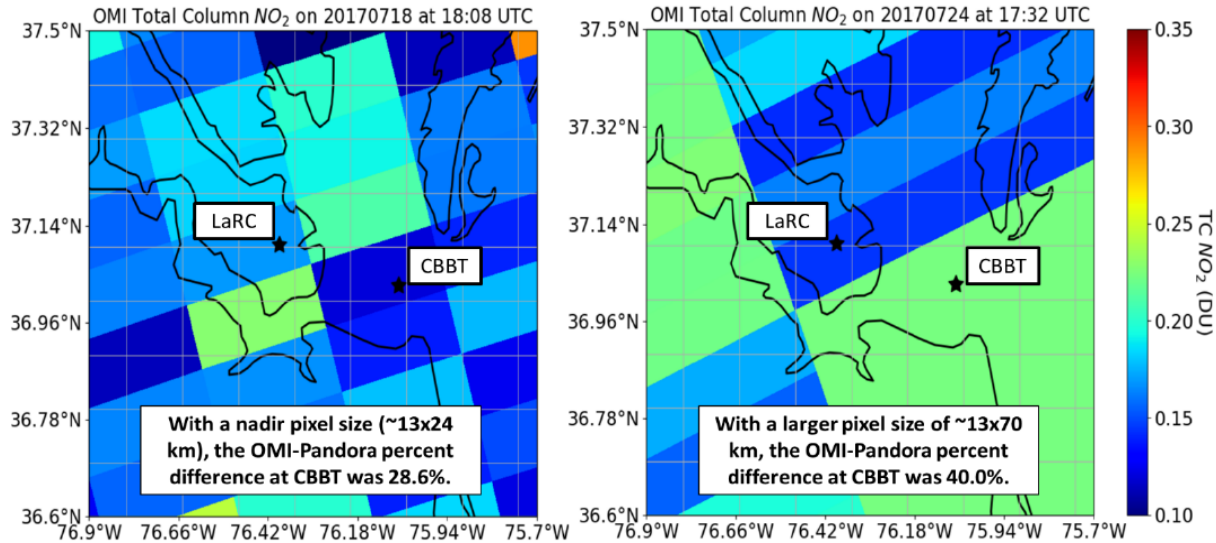 OMI Total Column NO₂ on 20170718 at 18:08 UTC
37.5°N
37.32°N
37.14°N
36.96°N
36.78°N
36.6°N
76.9°W
76.66°W
76.42°W
76.18°W
75.94°W
75.7°W
LaRC
CBBT
With a nadir pixel size (~13x24
km), the OMI-Pandora percent
difference at CBBT was 28.6%.
OMI Total Column NO₂ on 20170724 at 17:32 UTC
37.5°N
37.32°N
37.14°N
36.96°N
36.78°N
36.6°N
76.9°W
76.66°W
76.42°W
76.18°W
75.94°W
75.7°W
LaRC
CBBT
With a larger pixel size of ~13x70
km, the OMI-Pandora percent
difference at CBBT was 40.0%.
0.35
0.30
0.25
0.20
0.15
0.10
TC NO₂ (DU)